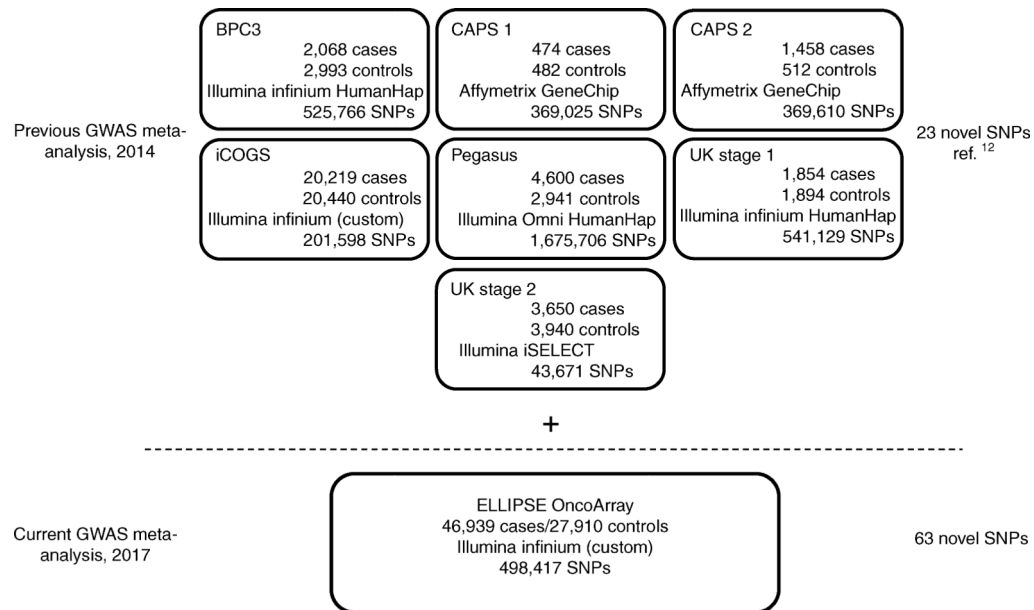 BPC3
2,068 cases
2,993 controls
Illumina infinium HumanHap
525,766 SNPs
CAPS 1
474 cases
482 controls
Affymetrix GeneChip
369,025 SNPs
CAPS 2
1,458 cases
512 controls
Affymetrix GeneChip
369,610 SNPs
Previous GWAS meta-
analysis, 2014
23 novel SNPs
ref. 12
iCOGS
20,219 cases
20,440 controls
Illumina infinium (custom)
201,598 SNPs
Pegasus
4,600 cases
2,941 controls
Illumina Omni HumanHap
1,675,706 SNPs
UK stage 1
1,854 cases
1,894 controls
Illumina infinium HumanHap
541,129 SNPs
UK stage 2
3,650 cases
3,940 controls
Illumina iSELECT
43,671 SNPs
+
ELLIPSE OncoArray
46,939 cases/27,910 controls
Illumina infinium (custom)
498,417 SNPs
Current GWAS meta-
analysis, 2017
63 novel SNPs